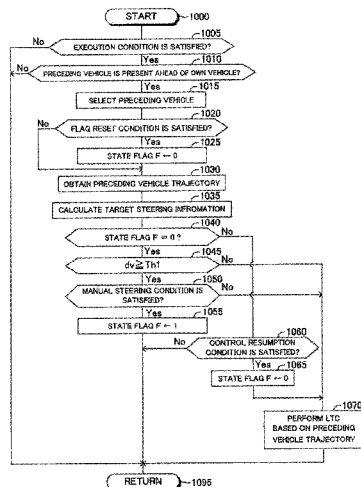 START
1000
1005
No
EXECUTION CONDITION IS SATISFIED?
Yes
1010
No
PRECEDING VEHICLE IS PRESENT AHEAD OF OWN VEHICLE?
Yes
1015
SELECT PRECEDING VEHICLE
1020
No
FLAG RESET CONDITION IS SATISFIED?
Yes
1025
STATE FLAG F ← 0
1030
OBTAIN PRECEDING VEHICLE TRAJECTORY
1035
CALCULATE TARGET STEERING INFROMATION
1040
STATE FLAG F = 0 ?
No
Yes
1045
dv ≧ Th1
No
Yes
1050
MANUAL STEERING CONDITION IS
SATISFIED?
No
Yes
1055
STATE FLAG F ← 1
1060
No
CONTROL RESUMPTION
CONDITION IS SATISFIED?
Yes
1065
STATE FLAG F ← 0
1070
PERFORM LTC
BASED ON PRECEDING
VEHICLE TRAJECTORY
RETURN
1095